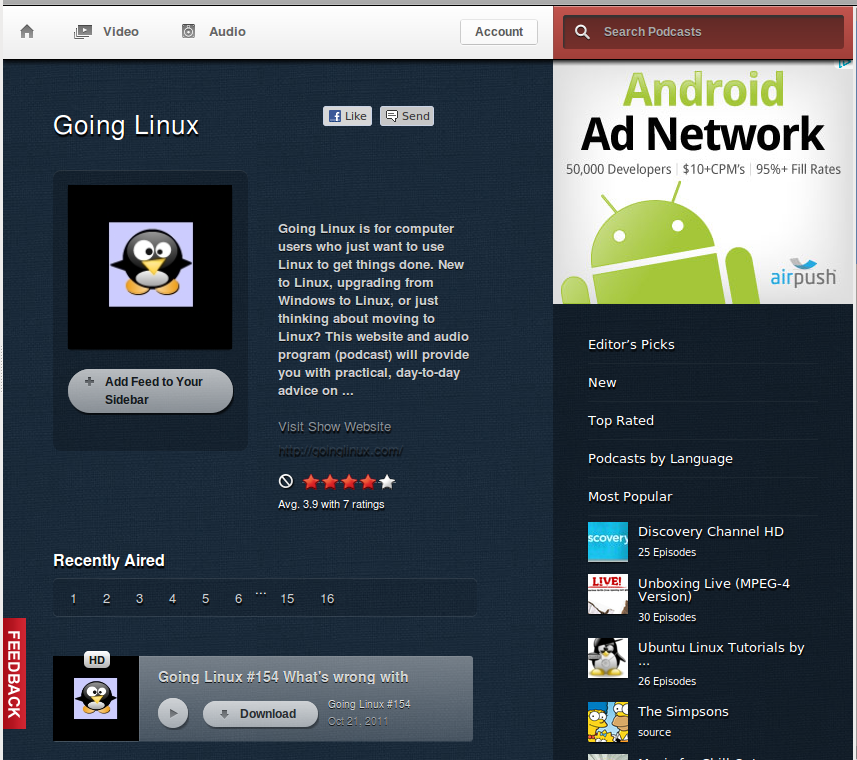 Video
Audio
Account
Search Podcasts
Going Linux
Like
Send
Going Linux is for computer
users who just want to use
Linux to get things done. New
to Linux, upgrading from
Windows to Linux, or just
thinking about moving to
Linux? This website and audio
program (podcast) will provide
you with practical, day-to-day
advice on ...
Add Feed to Your
Sidebar
Visit Show Website
http://goinglinux.com/
Avg. 3.9 with 7 ratings
Recently Aired
1 2 3 4 5 6 ... 15 16
FEEDBACK
HD
Going Linux #154 What's wrong with
Download
Going Linux #154
Oct 21, 2011
Android
Ad Network
50,000 Developers | $10+CPM's | 95%+ Fill Rates
airpush
Editor's Picks
New
Top Rated
Podcasts by Language
Most Popular
scovery
Discovery Channel HD
25 Episodes
LIVE!
Unboxing Live (MPEG-4
Version)
30 Episodes
Ubuntu Linux Tutorials by
...
26 Episodes
The Simpsons
source